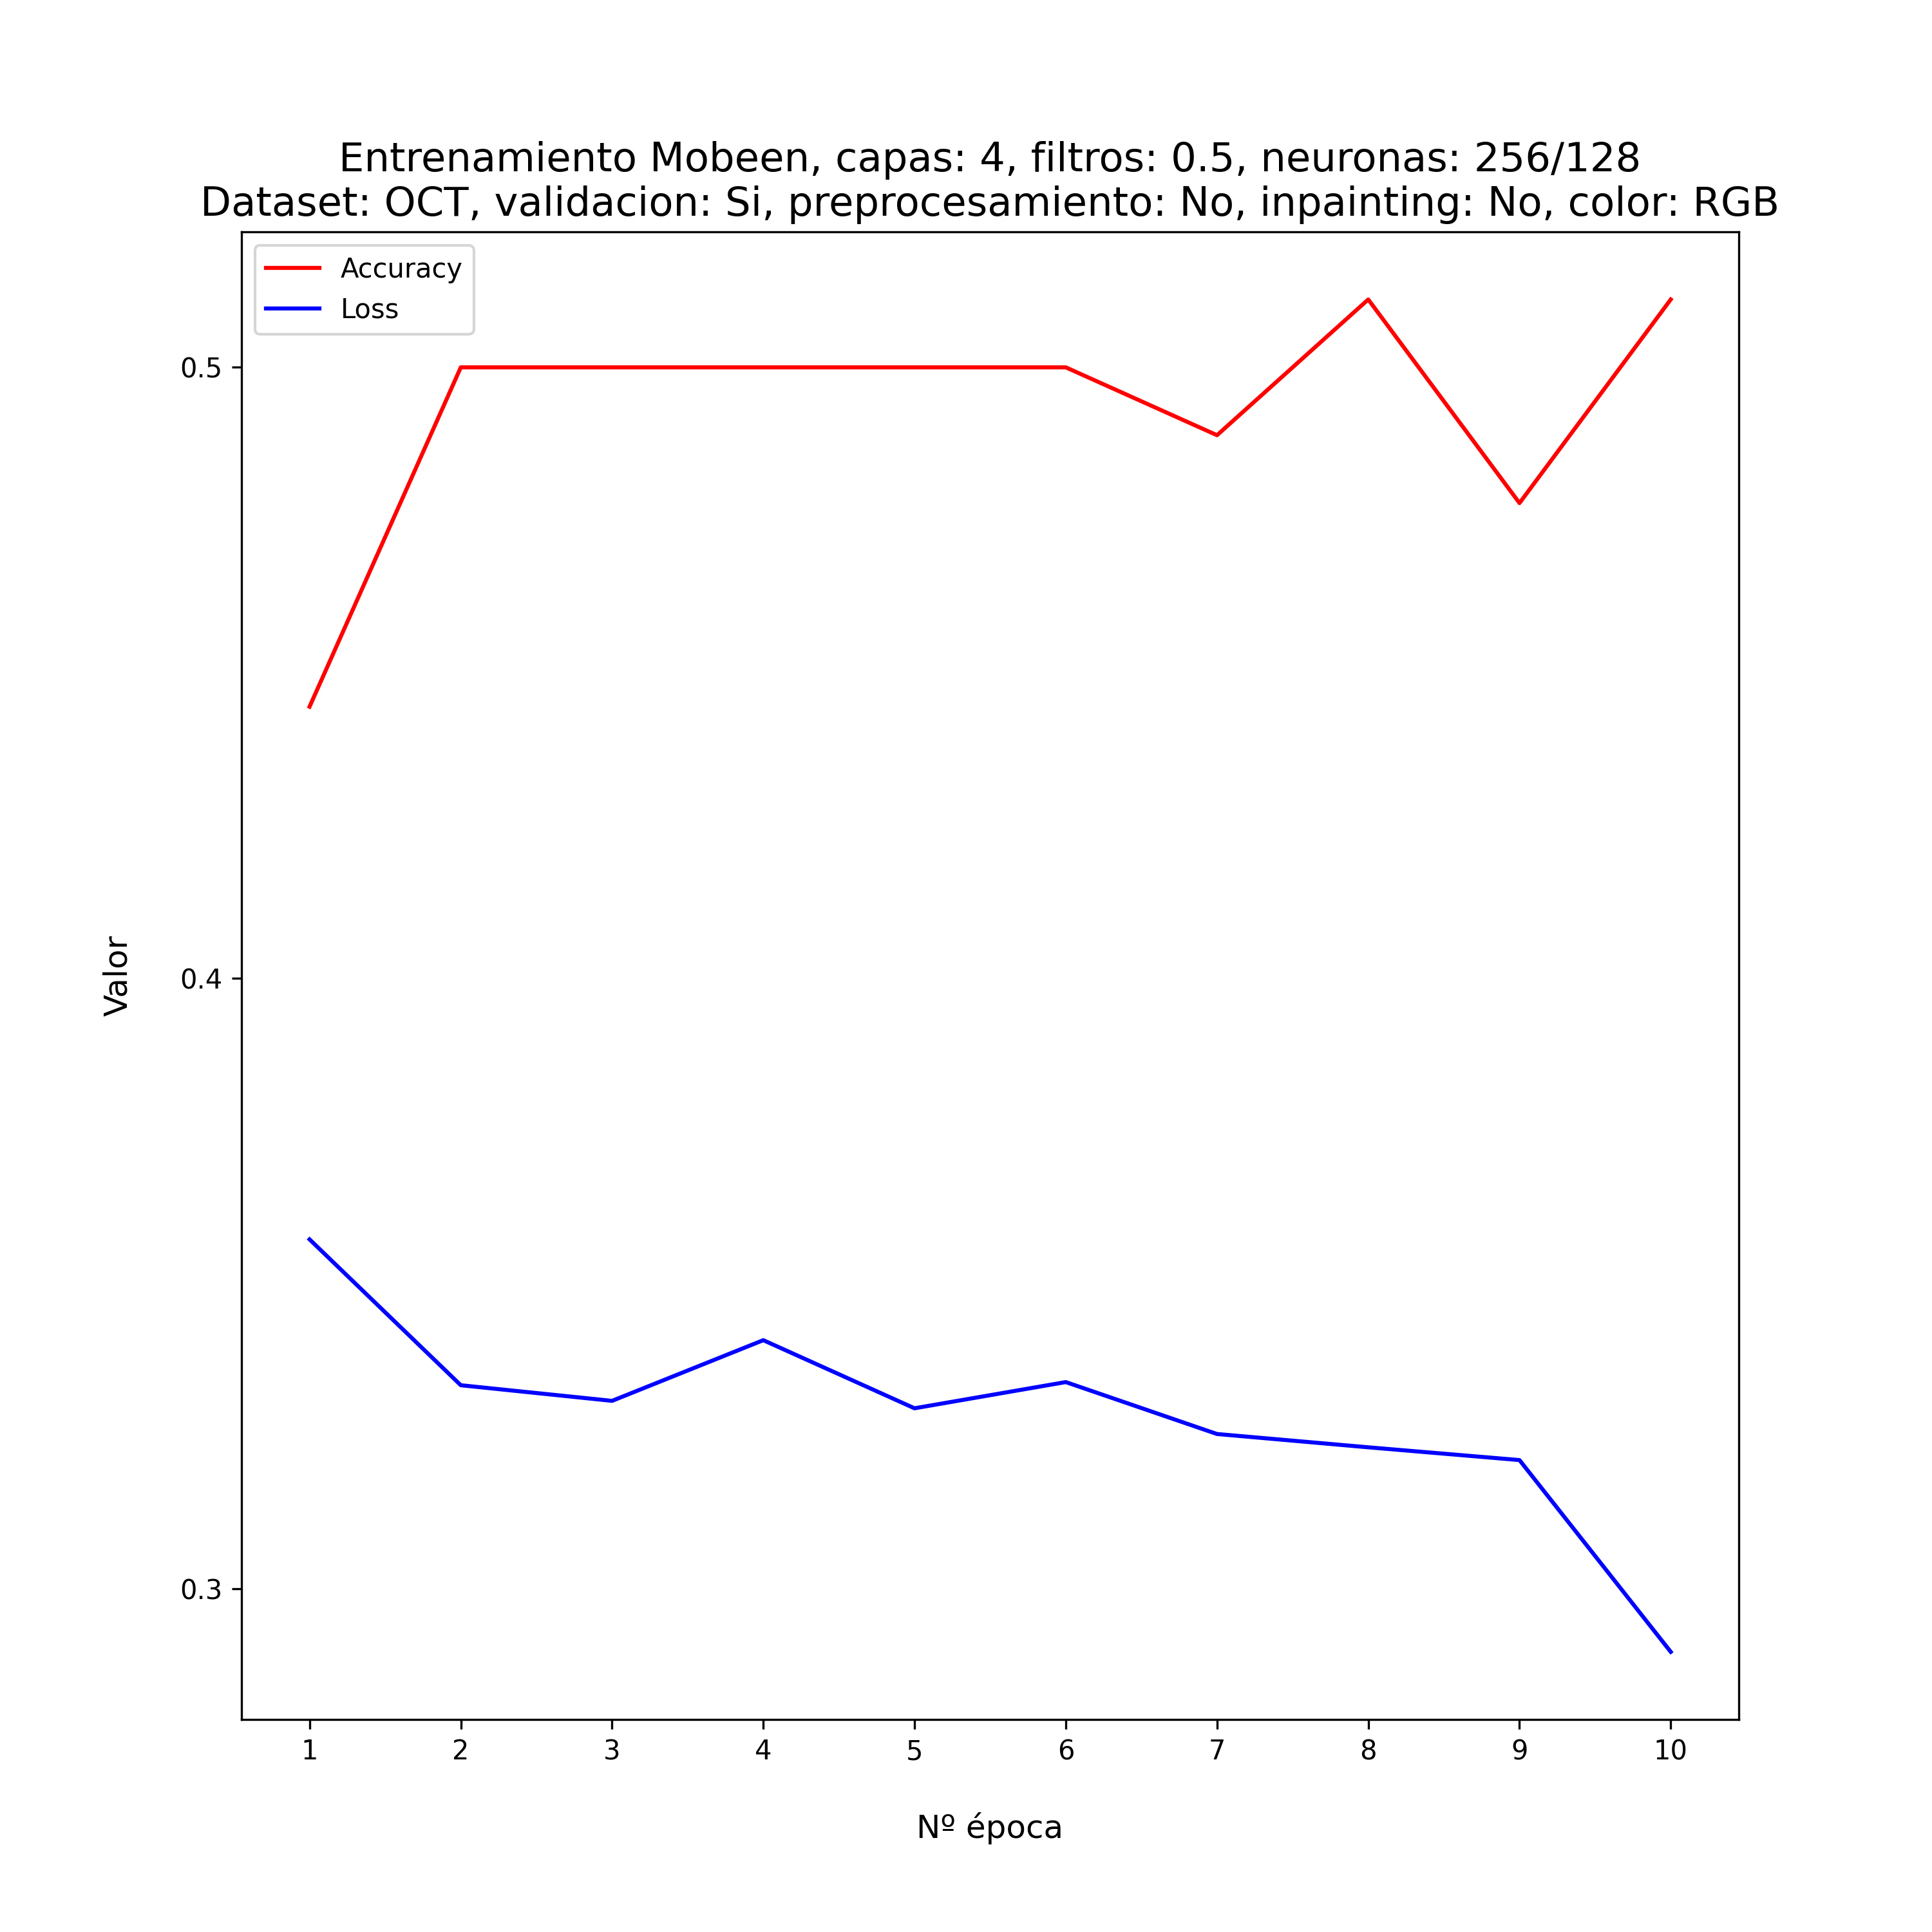 Entrenamiento Mobeen, capas: 4, filtros: 0.5, neuronas: 256/128
Dataset: OCT, validacion: Si, preprocesamiento: No, inpainting: No, color: RGB
Accuracy
Loss
0.5
0.4
0.3
Valor
1 2 3 4 5 6 7 8 9 10
Nº época